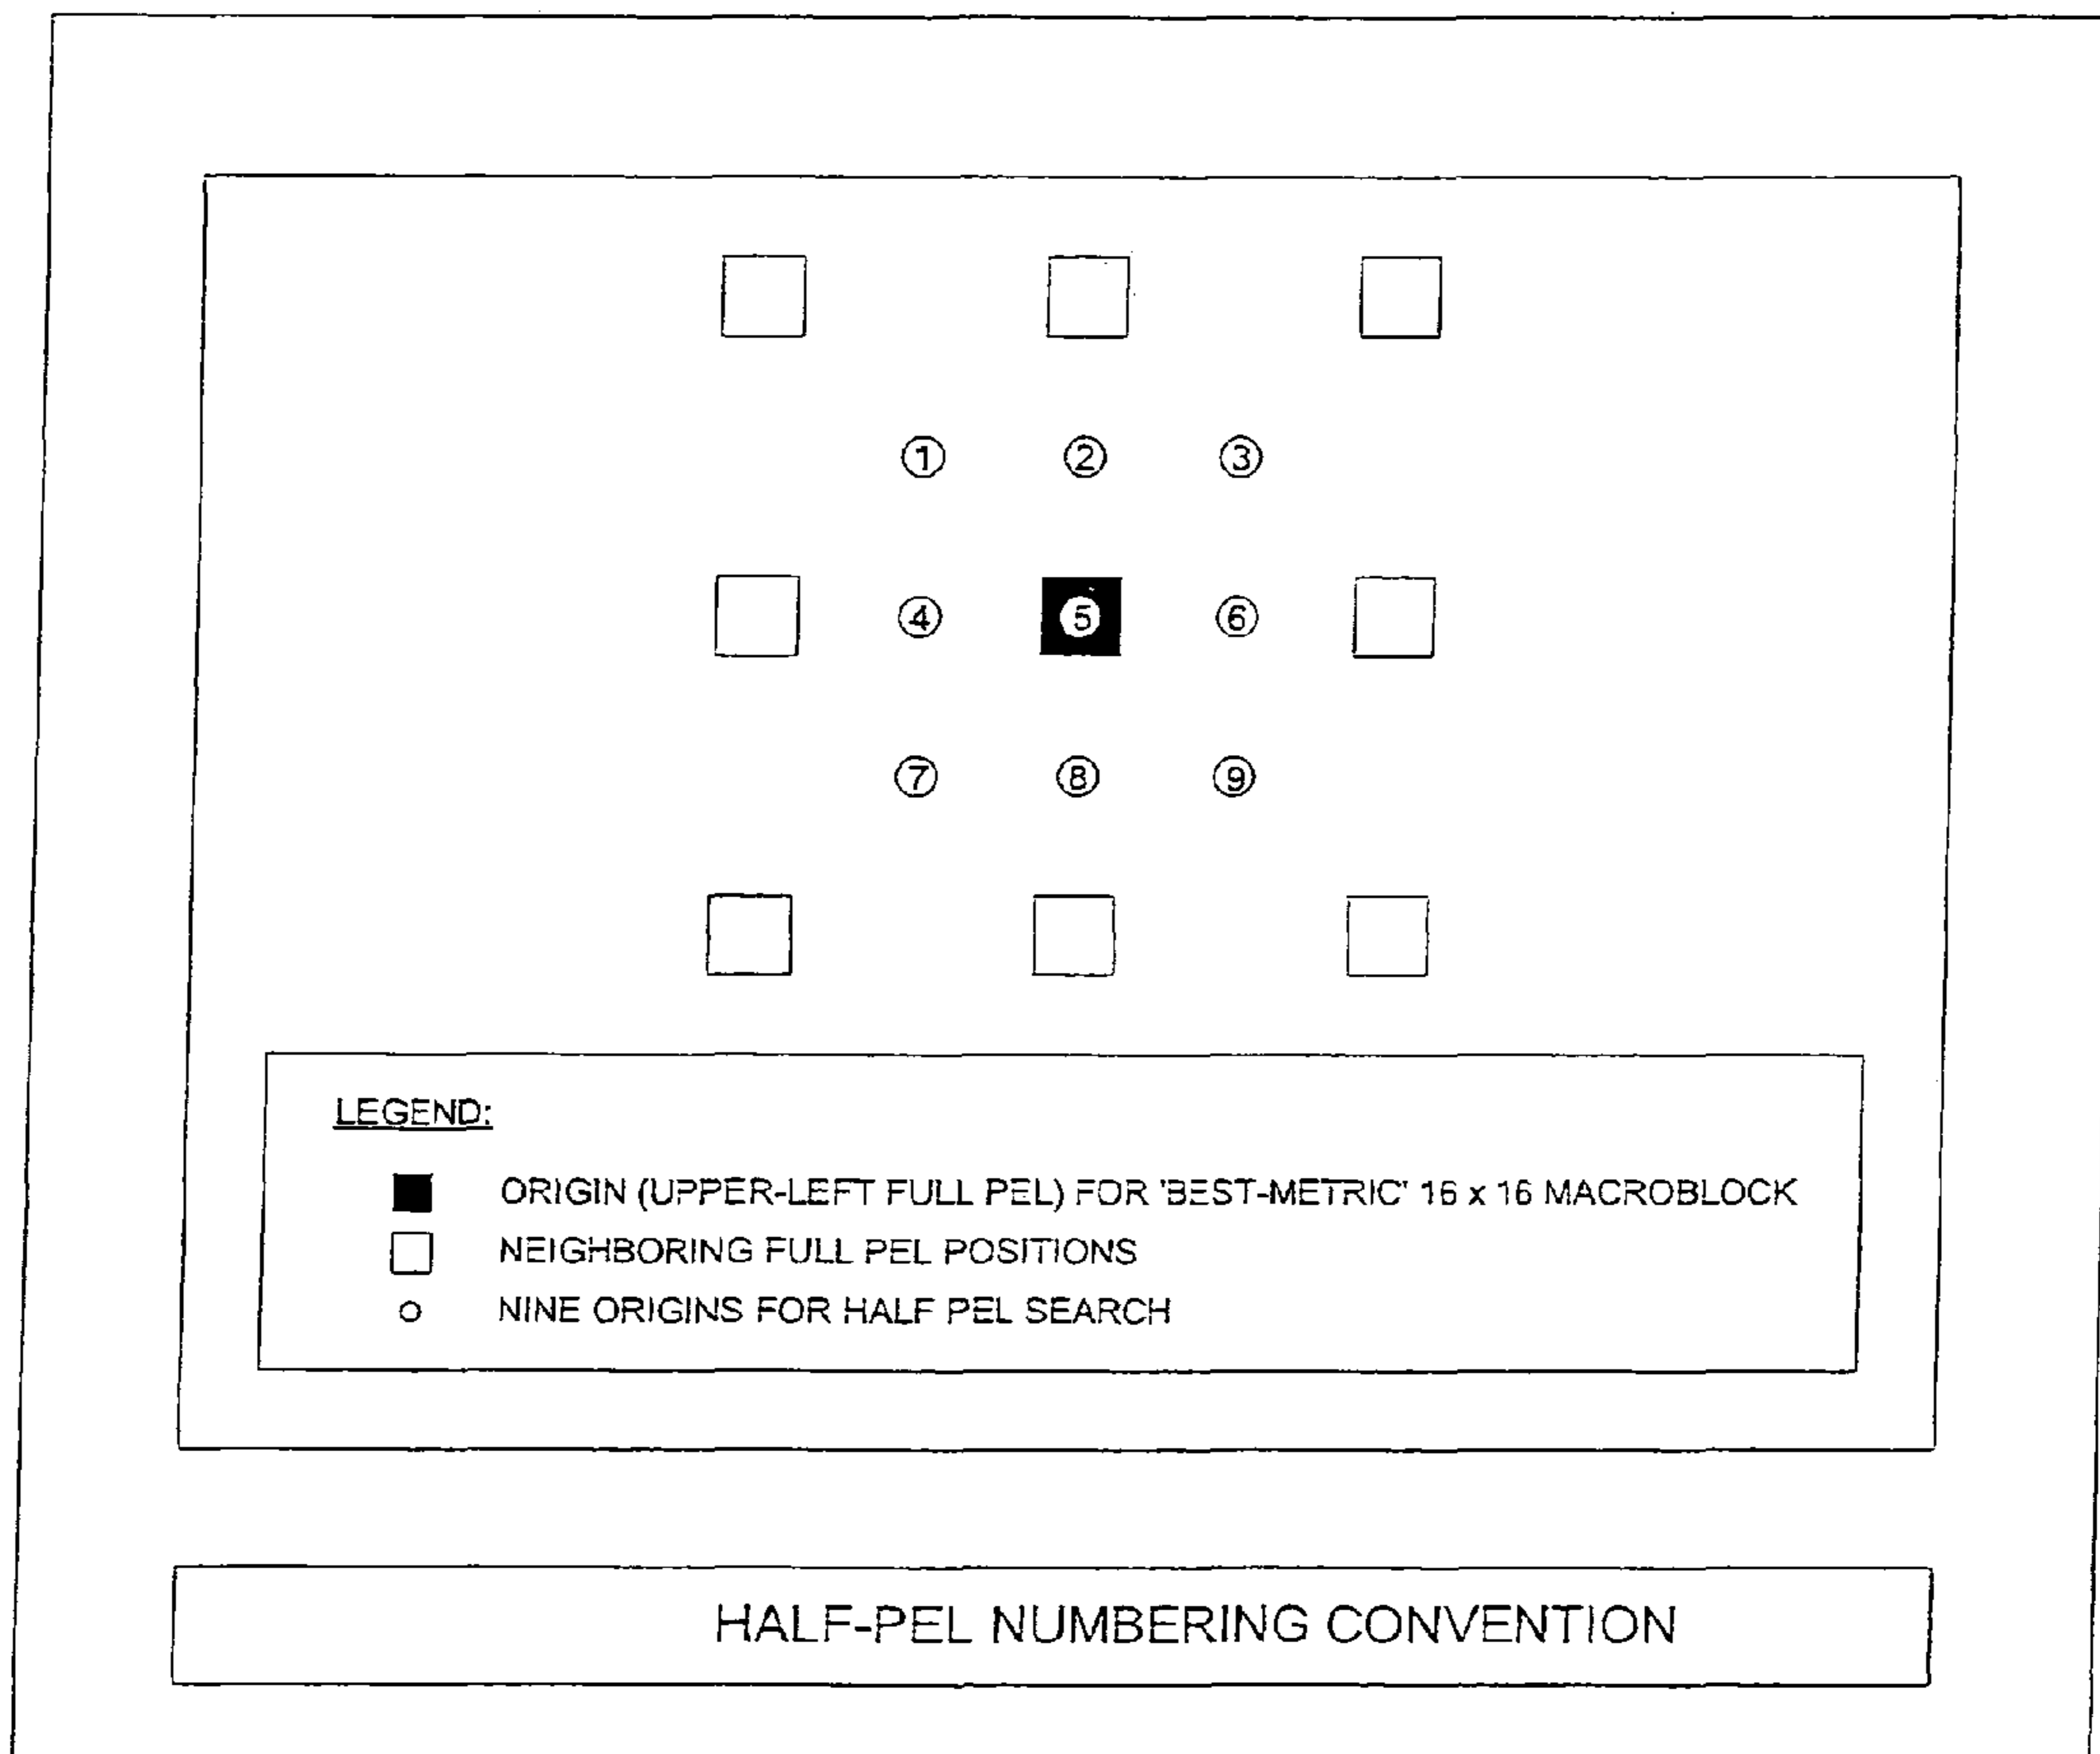 1 2 3
4 5 6
7 8 9
LEGEND:
ORIGIN (UPPER-LEFT FULL PEL) FOR 'BEST-METRIC' 16 x 16 MACROBLOCK
NEIGHBORING FULL PEL POSITIONS
NINE ORIGINS FOR HALF PEL SEARCH
HALF-PEL NUMBERING CONVENTION